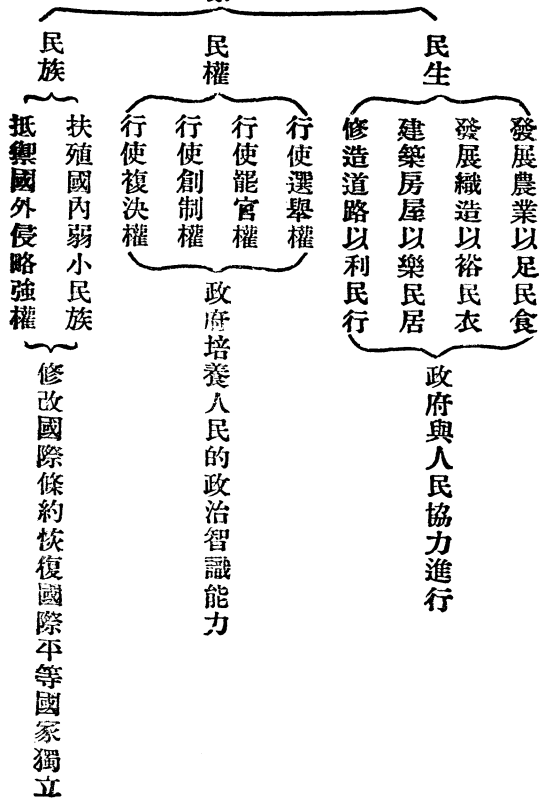 民生
發展農業以足民食
發展織造以裕民衣
建築房屋以樂民居
修造道路以利民行
政府與人民協力進行
民權
行使選舉權
行使罷官權
行使創制權
行使複決權
政府培養人民的政治智識能力
民族
扶殖國內弱小民族
抵禦國外侵略強權
修改國際條約恢復國際平等國家獨立